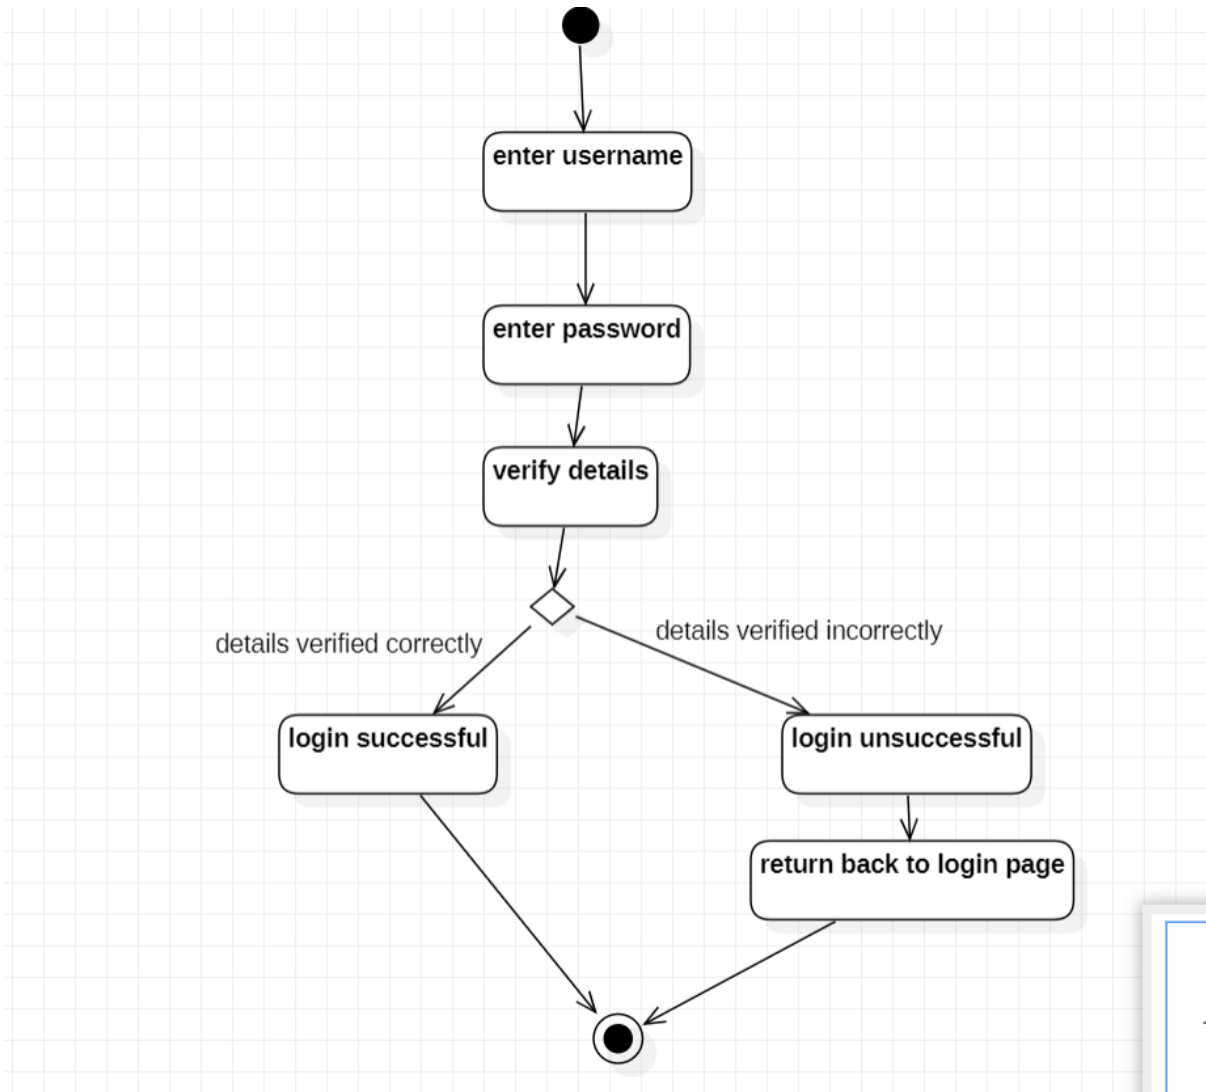 enter username
enter password
verify details
details verified correctly
details verified incorrectly
login successful
login unsuccessful
return back to login page